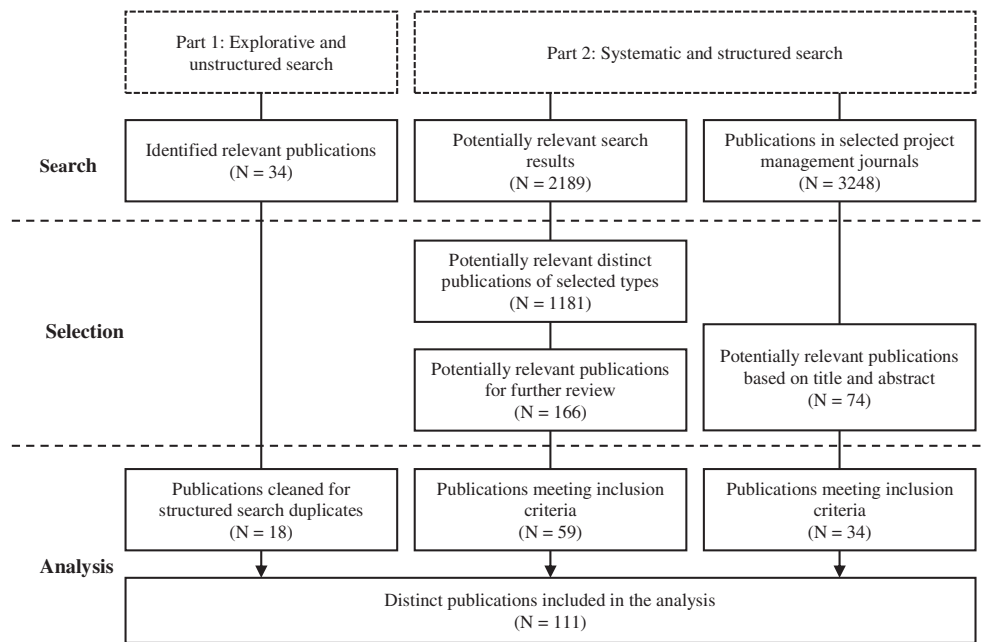 Part 1: Explorative and
unstructured search
Part 2: Systematic and structured search
Search
Identified relevant publications
(N = 34)
Potentially relevant search
results
(N = 2189)
Publications in selected project
management journals
(N = 3248)
Selection
Potentially relevant distinct
publications of selected types
(N = 1181)
Potentially relevant publications
for further review
(N = 166)
Potentially relevant publications
based on title and abstract
(N = 74)
Analysis
Publications cleaned for
structured search duplicates
(N = 18)
Publications meeting inclusion
criteria
(N = 59)
Publications meeting inclusion
criteria
(N = 34)
Distinct publications included in the analysis
(N = 111)